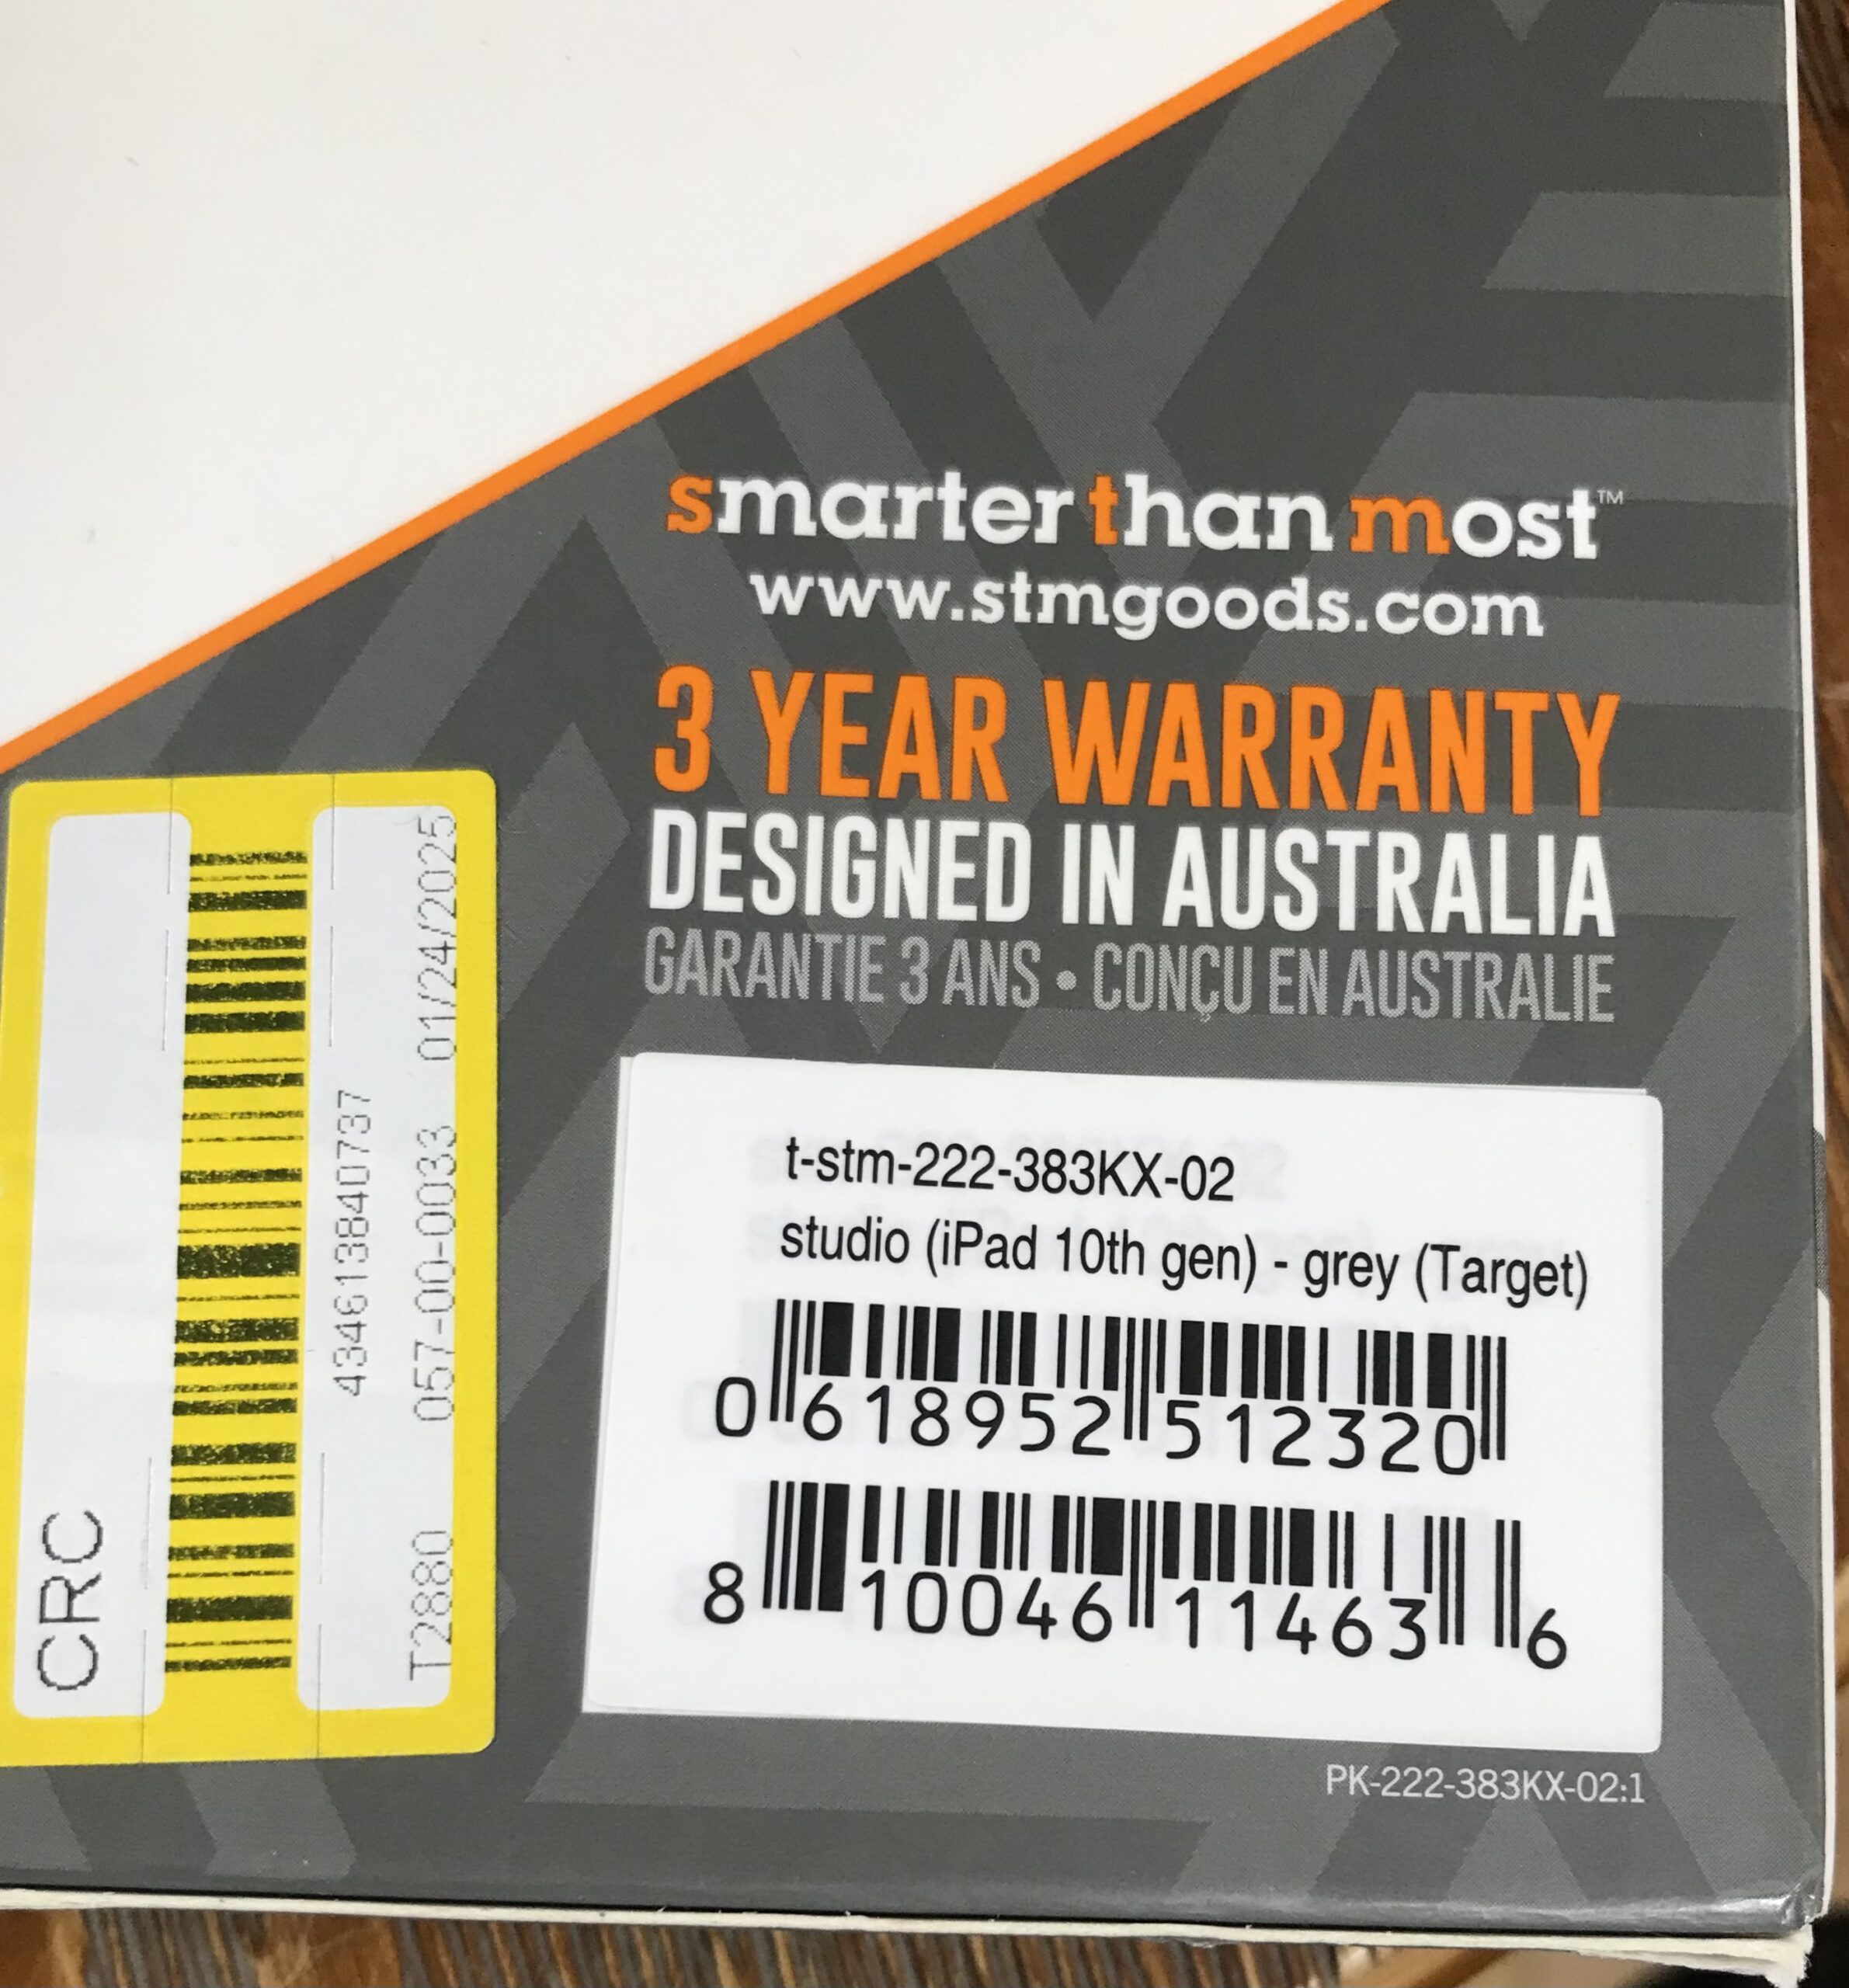 smarter than most™
www.stmgoods.com
3 YEAR WARRANTY
DESIGNED IN AUSTRALIA
GARANTIE 3 ANS • CONÇU EN AUSTRALIE
t-stm-222-383KX-02
studio (iPad 10th gen) - grey (Target)
0 618952 512320
8 10046 11463 6
PK-222-383KX-02:1
CRC
434613840737
T2880 057-00-0033 01/24/2025